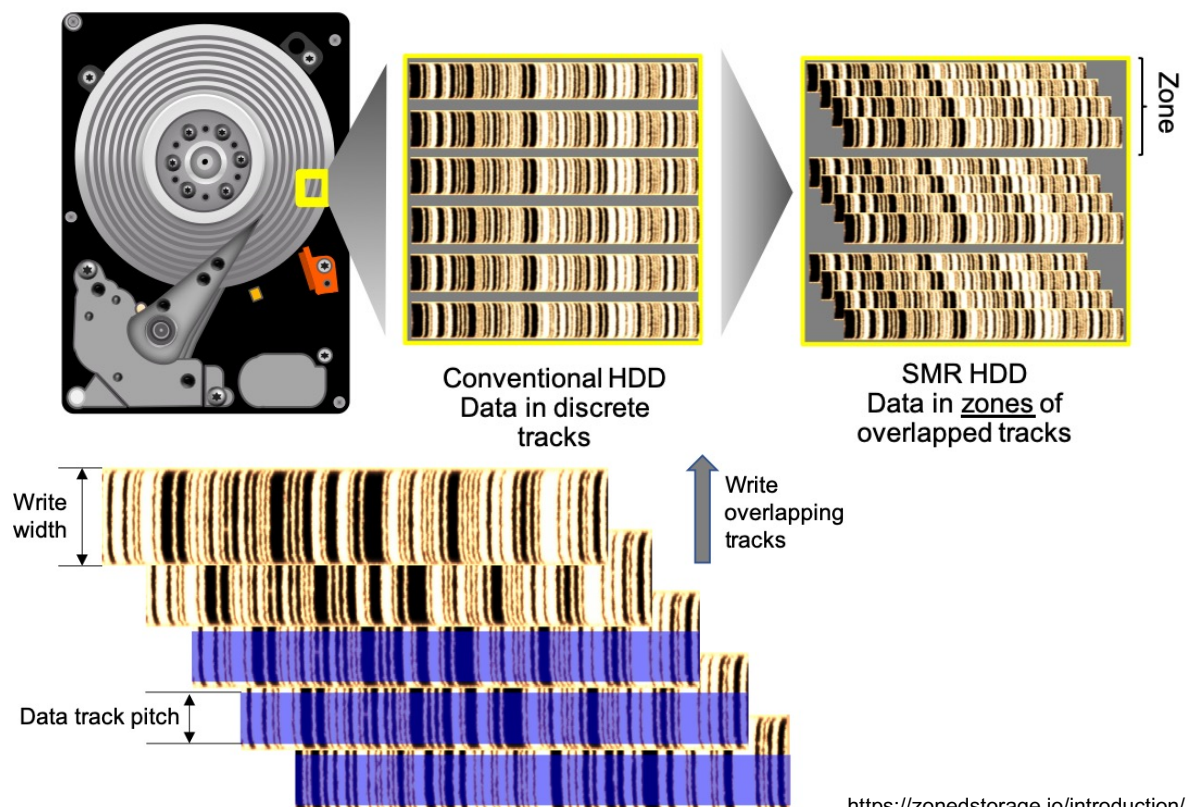 Zone
Conventional HDD
Data in discrete
tracks
SMR HDD
Data in zones of
overlapped tracks
Write
width
Write
overlapping
tracks
Data track pitch
https://zonedstorage.io/introduction/